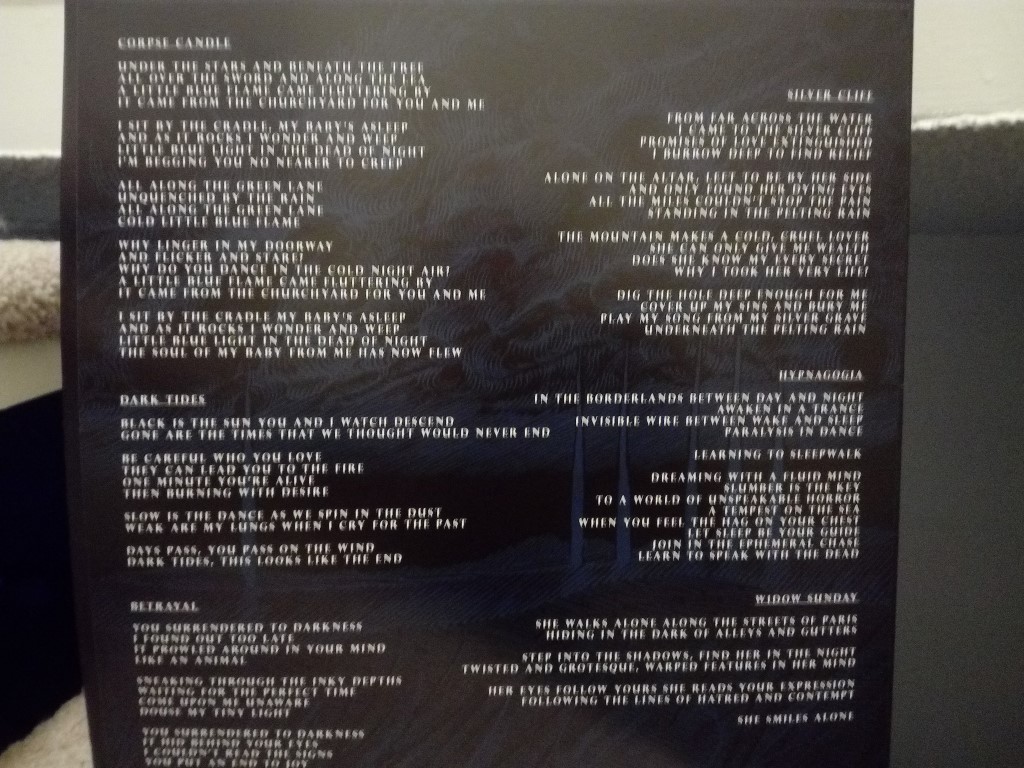 CORPSE CANDLE
UNDER THE STARS AND BENEATH THE TREE
ALL OVER THE SWORD AND ALONG THE LEA
A LITTLE BLUE FLAME CAME FLUTTERING BY
IT CAME FROM THE CHURCHYARD FOR YOU AND ME
I SIT BY THE CRADLE, MY BABY'S ASLEEP
AND AS IT ROCKS I WONDER AND WEEP
LITTLE BLUE LIGHT IN THE DEAD OF NIGHT
I'M BEGGING YOU NO NEARER TO CREEP
ALL ALONG THE GREEN LANE
UNQUENCHED BY THE RAIN
ALL ALONG THE GREEN LANE
COLD LITTLE BLUE FLAME
WHY LINGER IN MY DOORWAY
AND FLICKER AND STARE?
WHY DO YOU DANCE IN THE COLD NIGHT AIR?
A LITTLE BLUE FLAME CAME FLUTTERING BY
IT CAME FROM THE CHURCHYARD FOR YOU AND ME
I SIT BY THE CRADLE MY BABY'S ASLEEP
AND AS IT ROCKS I WONDER AND WEEP
LITTLE BLUE LIGHT IN THE DEAD OF NIGHT
THE SOUL OF MY BABY FROM ME HAS NOW FLEW
DARK TIDES
BLACK IS THE SUN YOU AND I WATCH DESCEND
GONE ARE THE TIMES THAT WE THOUGHT WOULD NEVER END
BE CAREFUL WHO YOU LOVE
THEY CAN LEAD YOU TO THE FIRE
ONE MINUTE YOU'RE ALIVE
THEN BURNING WITH DESIRE
SLOW IS THE DANCE AS WE SPIN IN THE DUST
WEAK ARE MY LUNGS WHEN I CRY FOR THE PAST
DAYS PASS, YOU PASS ON THE WIND
DARK TIDES, THIS LOOKS LIKE THE END
BETRAYAL
YOU SURRENDERED TO DARKNESS
I FOUND OUT TOO LATE
IT PROWLED AROUND IN YOUR MIND
LIKE AN ANIMAL
SNEAKING THROUGH THE INKY DEPTHS
WAITING FOR THE PERFECT TIME
COME UPON ME UNAWARE
DOUSE MY TINY LIGHT
YOU SURRENDERED TO DARKNESS
IT HID BEHIND YOUR EYES
I COULDN'T READ THE SIGNS
YOU PUT AN END TO JOY
SILVER CLIFF
FROM FAR ACROSS THE WATER
I CAME TO THE SILVER CLIFF
PROMISES OF LOVE EXTINGUISHED
I BURROW DEEP TO FIND RELIEF
ALONE ON THE ALTAR, LEFT TO BE BY HER SIDE
AND ONLY FOUND HER DYING EYES
ALL THE MILES COULDN'T STOP THE PAIN
STANDING IN THE PELTING RAIN
THE MOUNTAIN MAKES A COLD, CRUEL LOVER
SHE CAN ONLY GIVE ME WEALTH
DOES SHE KNOW MY EVERY SECRET
WHY I TOOK HER VERY LIFE?
DIG THE HOLE DEEP ENOUGH FOR ME
COVER UP MY SINS AND BURY ME
PLAY MY SONG FROM MY SILVER GRAVE
UNDERNEATH THE PELTING RAIN
HYPNAGOGIA
IN THE BORDERLANDS BETWEEN DAY AND NIGHT
AWAKEN IN A TRANCE
INVISIBLE WIRE BETWEEN WAKE AND SLEEP
PARALYSIS IN DANCE
LEARNING TO SLEEPWALK
DREAMING WITH A FLUID MIND
SLUMBER IS THE KEY
TO A WORLD OF UNSPEAKABLE HORROR
A TEMPEST ON THE SEA
WHEN YOU FEEL THE HAG ON YOUR CHEST
LET SLEEP BE YOUR GUIDE
JOIN IN THE EPHEMERAL CHASE
LEARN TO SPEAK WITH THE DEAD
WIDOW SUNDAY
SHE WALKS ALONE ALONG THE STREETS OF PARIS
HIDING IN THE DARK OF ALLEYS AND GUTTERS
STEP INTO THE SHADOWS, FIND HER IN THE NIGHT
TWISTED AND GROTESQUE, WARPED FEATURES IN HER MIND
HER EYES FOLLOW YOURS SHE READS YOUR EXPRESSION
FOLLOWING THE LINES OF HATRED AND CONTEMPT
SHE SMILES ALONE